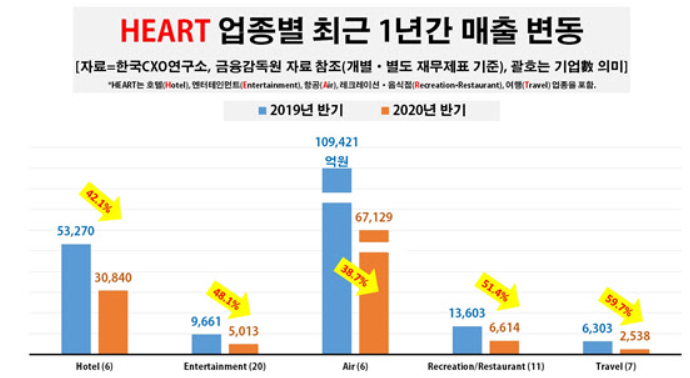 HEART 업종별 최근 1년간 매출 변동
[자료=한국CXO연구소, 금융감독원 자료 참조(개별·별도 재무제표 기준), 괄호는 기업數 의미]
*HEART는 호텔(Hotel), 엔터테인먼트(Entertainment), 항공(Air), 레크레이션·음식점(Recreation·Restaurant), 여행(Travel) 업종을 포함.
2019년 반기 2020년 반기
109,421
억원
42.1%
53,270
30,840
48.1%
9,661
5,013
67,129
38.7%
51.4%
13,603
6,614
59.7%
6,303
2,538
Hotel (6) Entertainment (20) Air (6) Recreation/Restaurant (11) Travel (7)